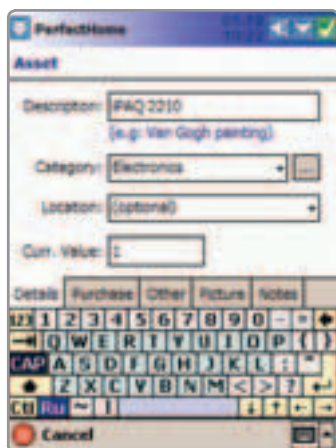 PerfectHome
Asset
Description: iPAQ 2210
(e.g: Van Gogh painting)
Category: Electronics ...
Location: (optional)
Curr. Value: 1
Details Purchase Other Picture Notes
123 1 2 3 4 5 6 7 8 9 0 - =
Q W E R T Y U I O P { }
CAP A S D F G H J K L : "
Z X C V B N M < > ?
Ctl Ru ~ |
Cancel